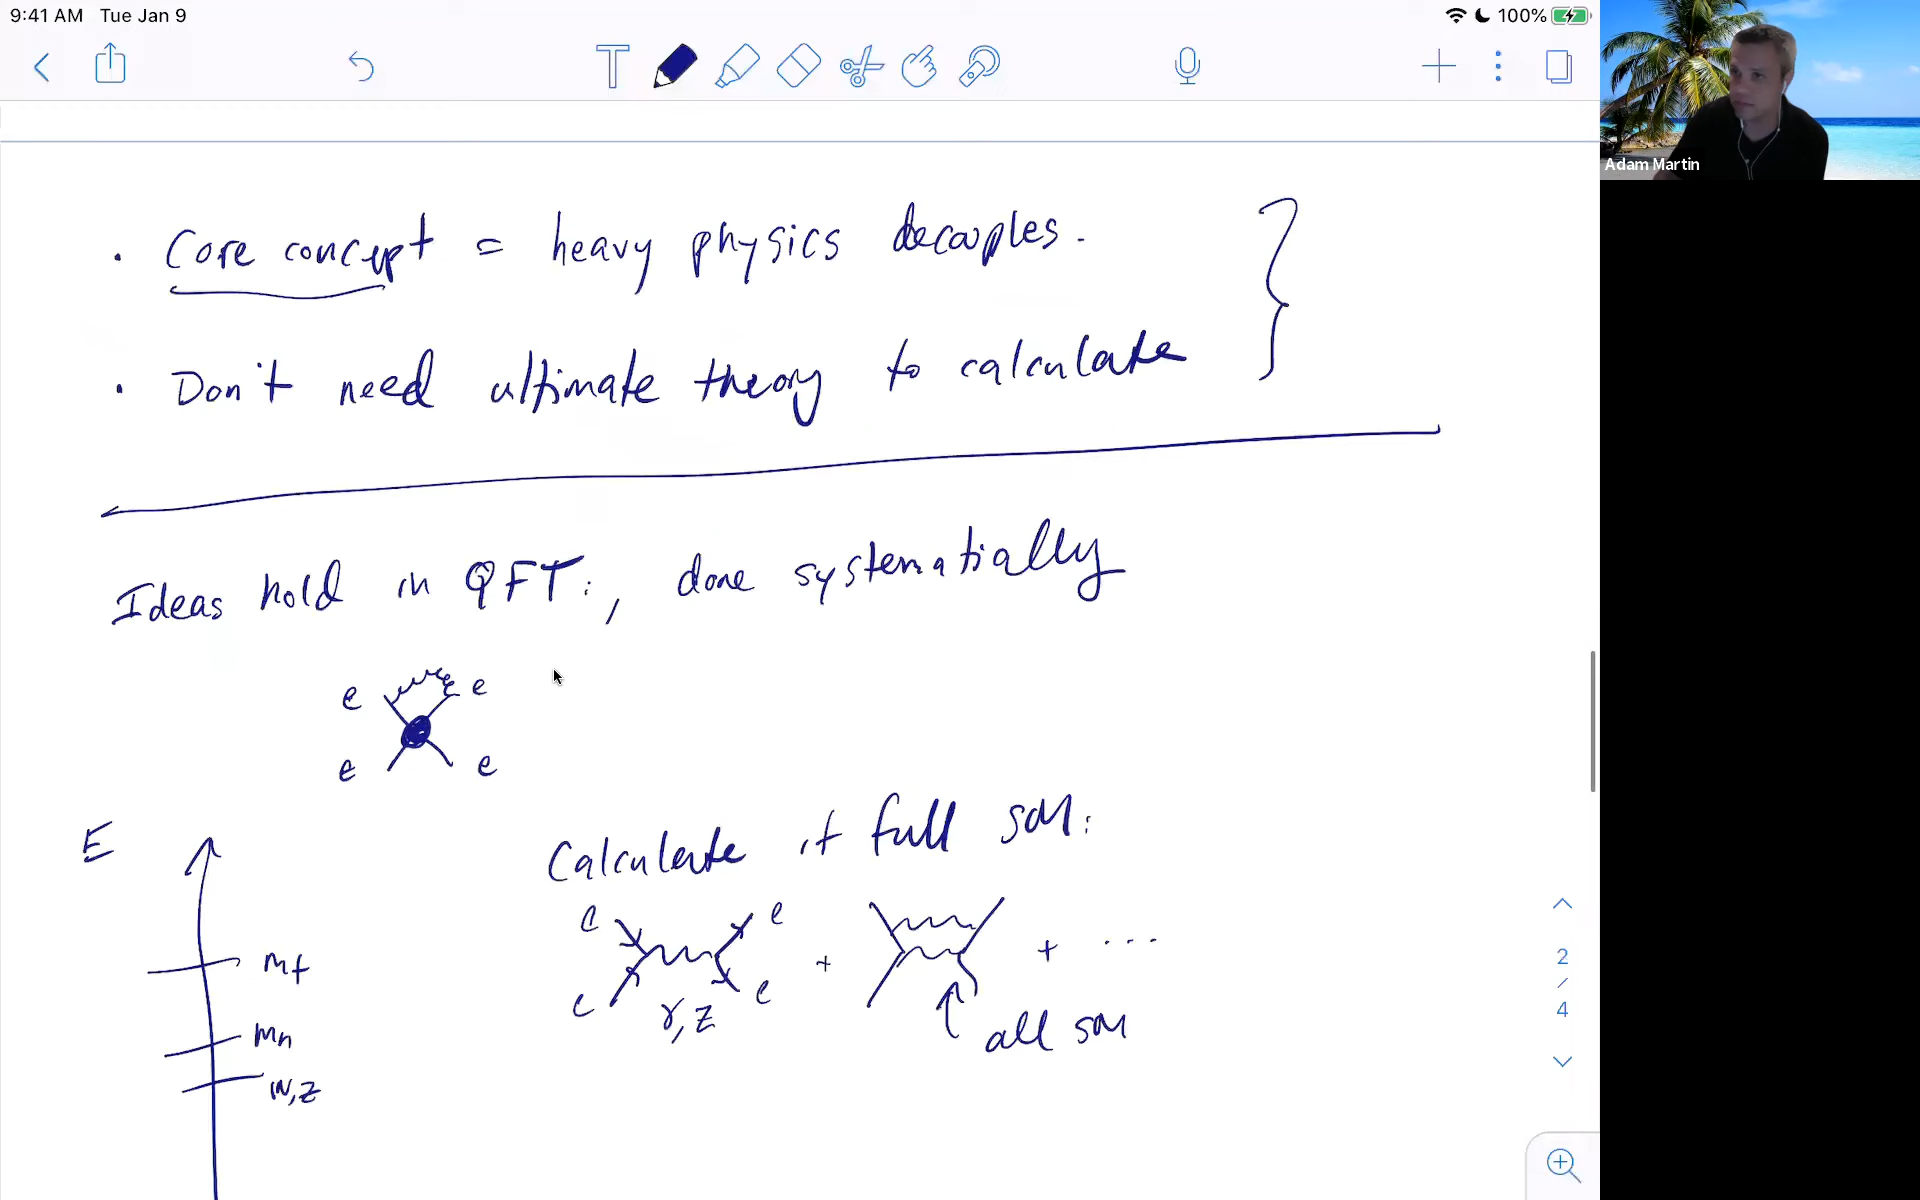 9:41 AM Tue Jan 9
100%
Adam Martin
· Core concept = heavy physics decouples.
· Don't need ultimate theory to calculate
Ideas hold in QFT:, done systematially
e e
e e
E
Calculate it full SM:
e e
+ + ...
e γ,Z e
all SM
mt
mh
W,Z
2
/
4